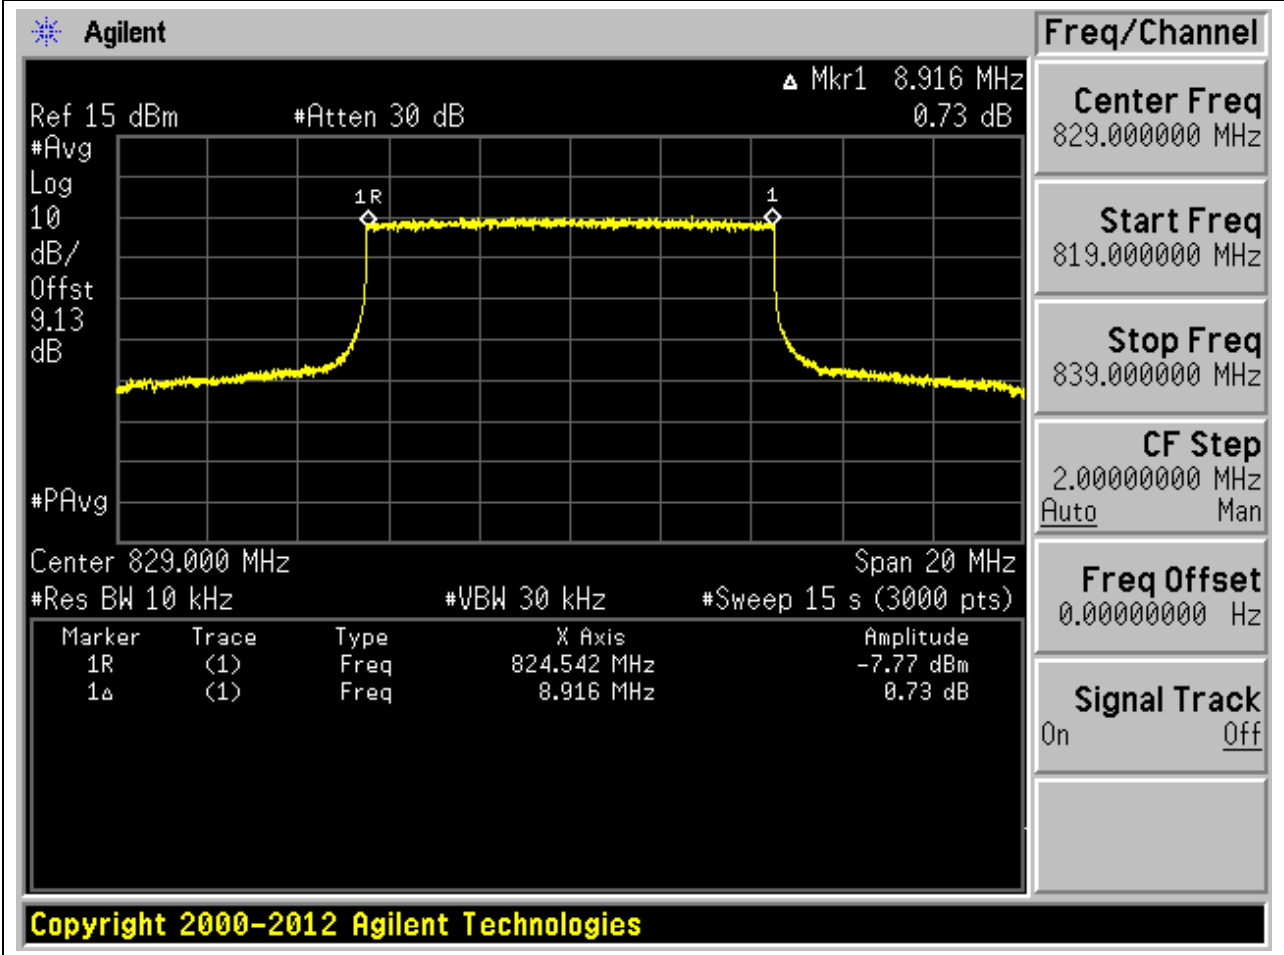 Agilent
Freq/Channel
Δ Mkr1 8.916 MHz
Ref 15 dBm #Atten 30 dB 0.73 dB
#Avg
Log
10
dB/
Offst
9.13
dB
1R
1
#PAvg
Center 829.000 MHz Span 20 MHz
#Res BW 10 kHz #VBW 30 kHz #Sweep 15 s (3000 pts)
Marker Trace Type X Axis Amplitude
1R (1) Freq 824.542 MHz -7.77 dBm
1Δ (1) Freq 8.916 MHz 0.73 dB
Center Freq
829.000000 MHz
Start Freq
819.000000 MHz
Stop Freq
839.000000 MHz
CF Step
2.00000000 MHz
Auto Man
Freq Offset
0.00000000 Hz
Signal Track
On Off
Copyright 2000-2012 Agilent Technologies